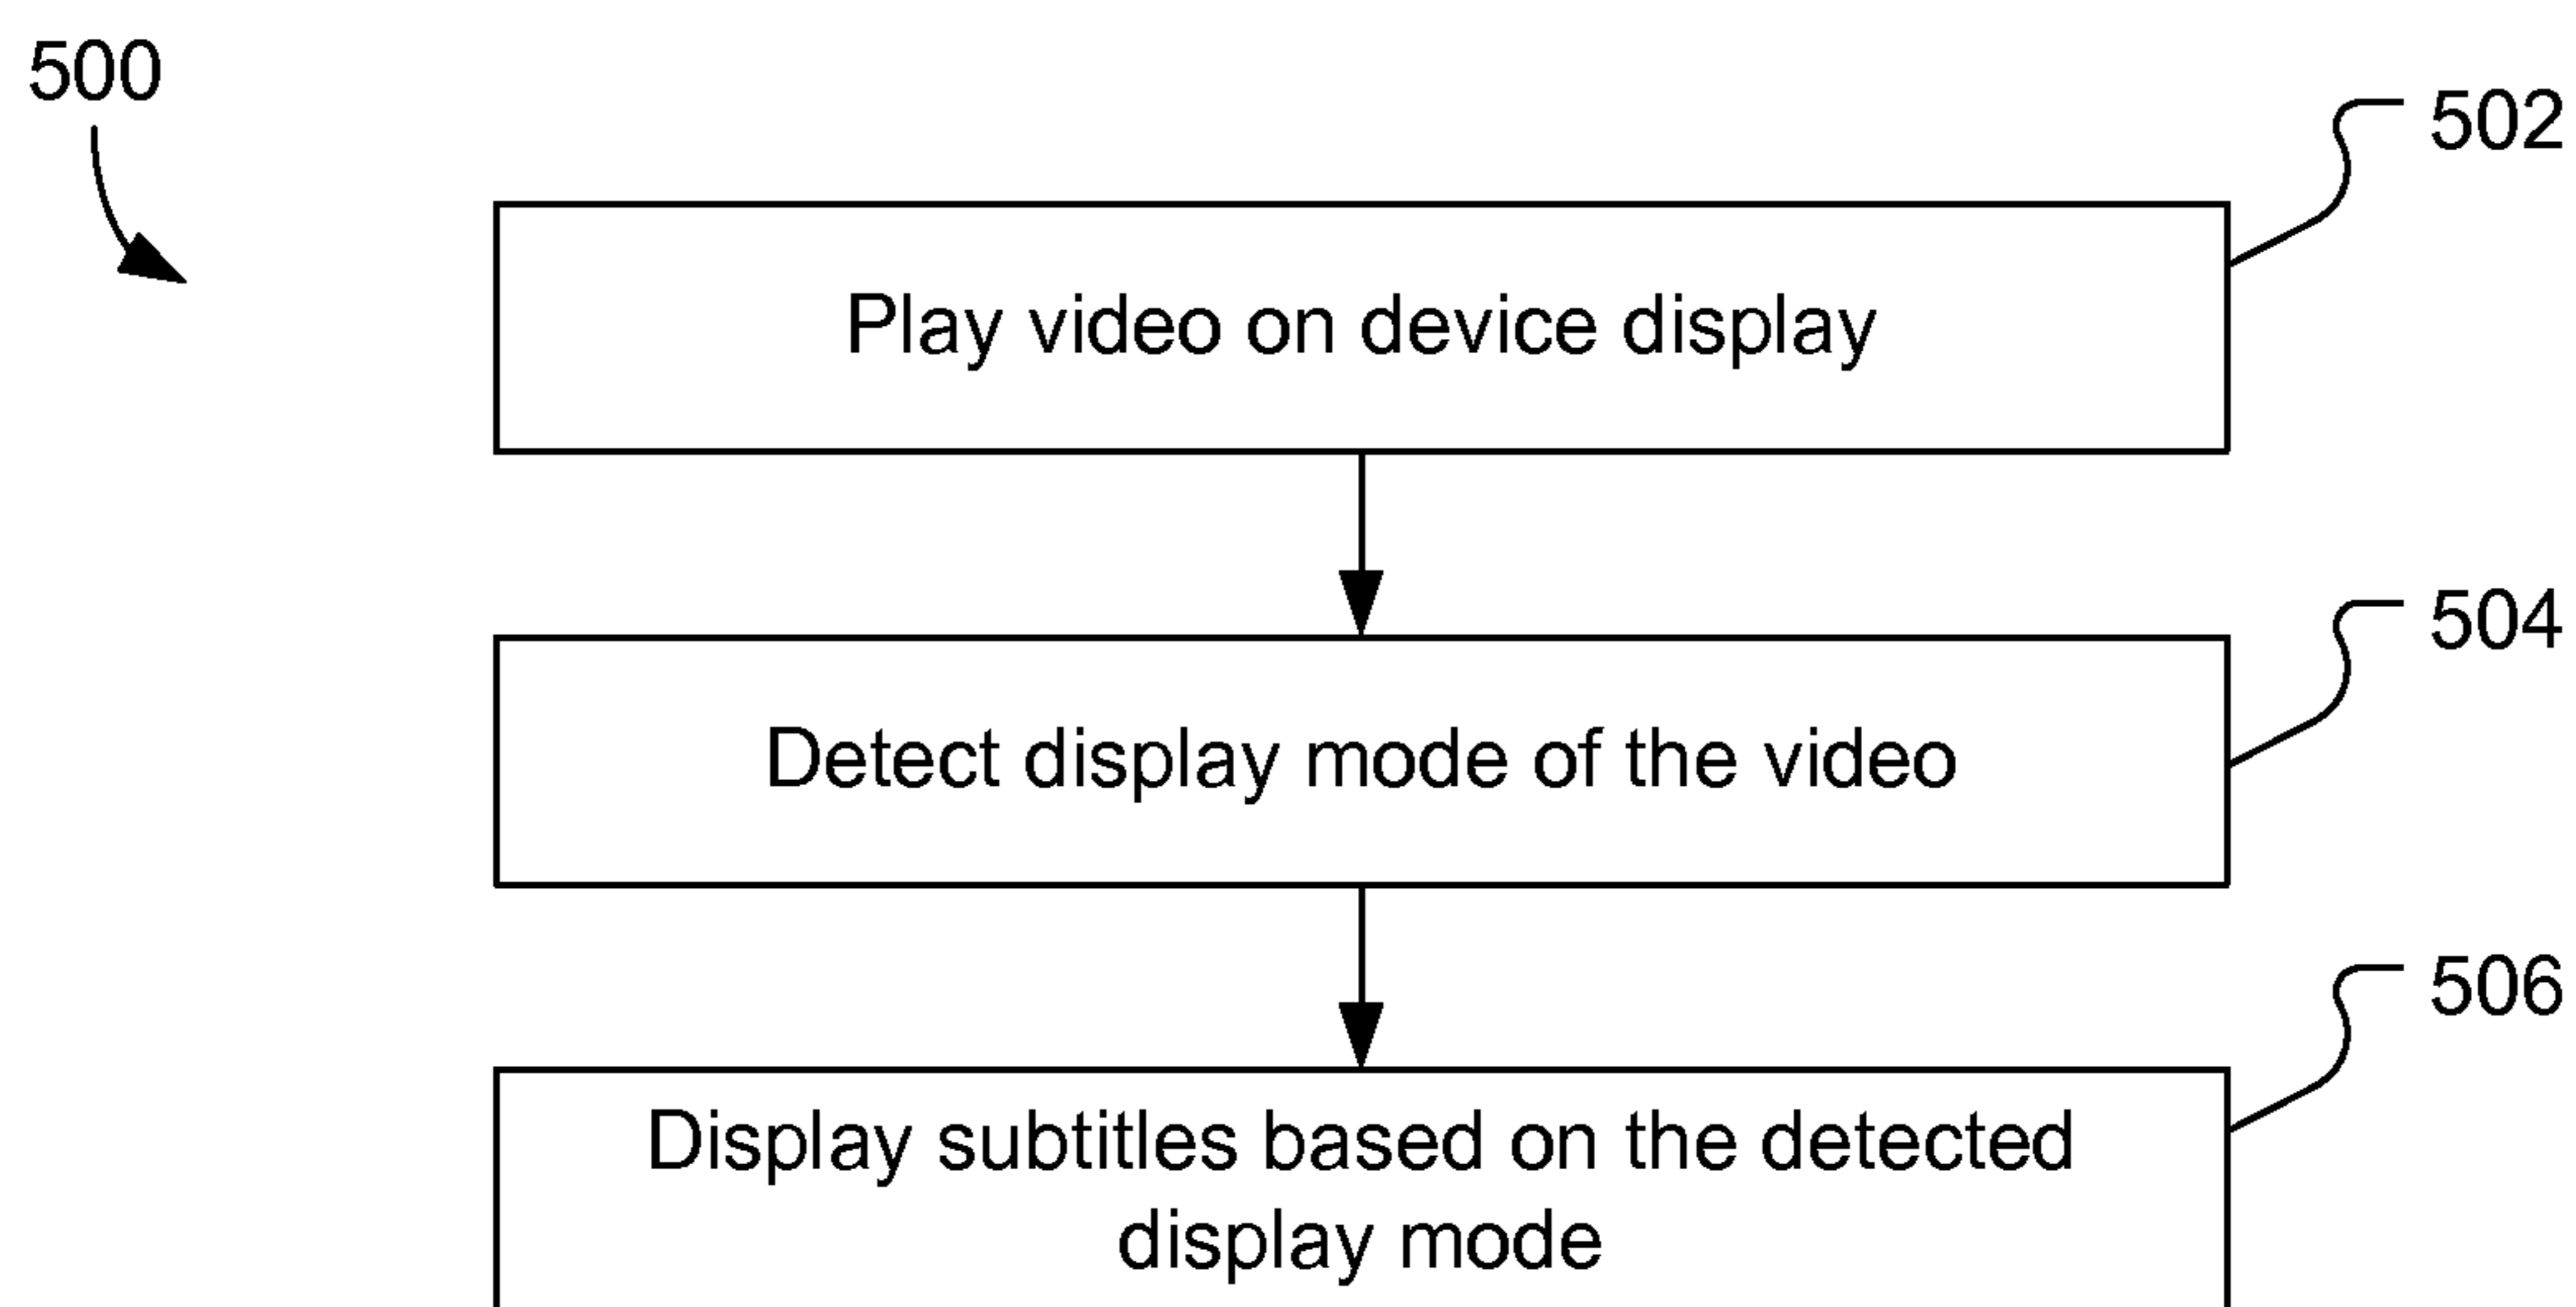 500
502
Play video on device display
504
Detect display mode of the video
506
Display subtitles based on the detected
display mode